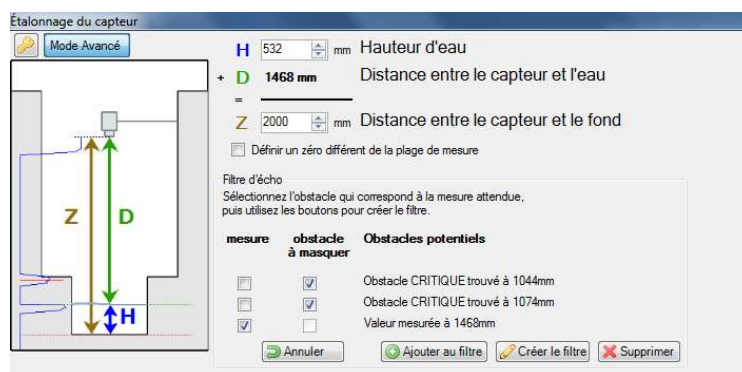 Étalonnage du capteur
Mode Avancé
H 532 mm Hauteur d'eau
+ D 1468 mm Distance entre le capteur et l'eau
=
Z 2000 mm Distance entre le capteur et le fond
Définir un zéro différent de la plage de mesure
Z D
H
Filtre d'écho
Sélectionnez l'obstacle qui correspond à la mesure attendue,
puis utilisez les boutons pour créer le filtre.
mesure obstacle Obstacles potentiels
à masquer
Obstacle CRITIQUE trouvé à 1044mm
Obstacle CRITIQUE trouvé à 1074mm
Valeur mesurée à 1468mm
Annuler Ajouter au filtre Créer le filtre Supprimer